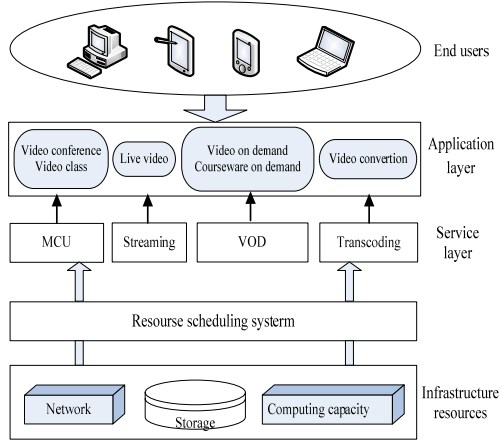 End users
Video conference
Video class
Live video
Video on demand
Courseware on demand
Video convertion
Application
layer
MCU
Streaming
VOD
Transcoding
Service
layer
Resourse scheduling systerm
Network
Storage
Computing capacity
Infrastructure
resources